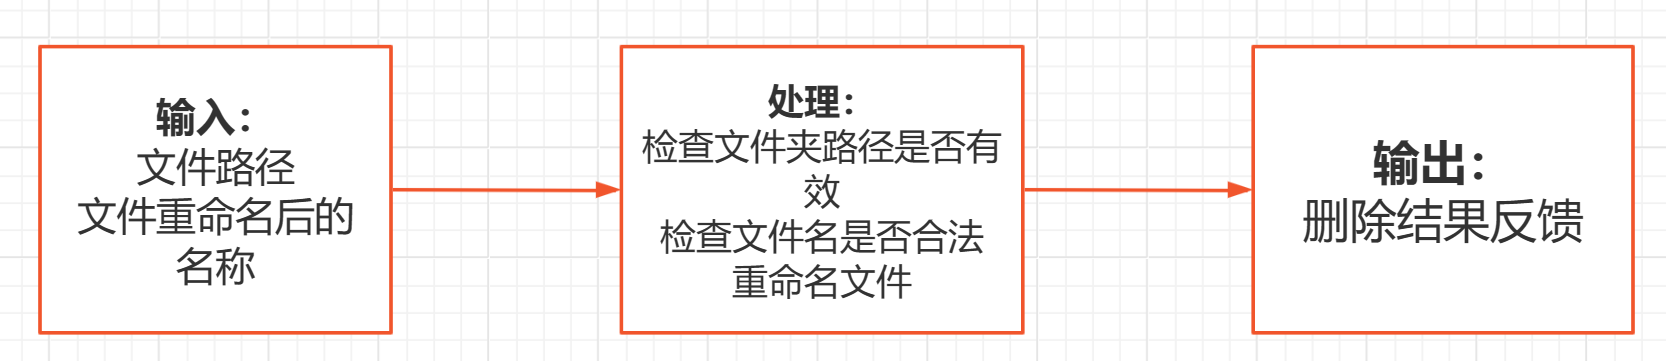 输入：
文件路径
文件重命名后的
名称
处理：
检查文件夹路径是否有
效
检查文件名是否合法
重命名文件
输出：
删除结果反馈